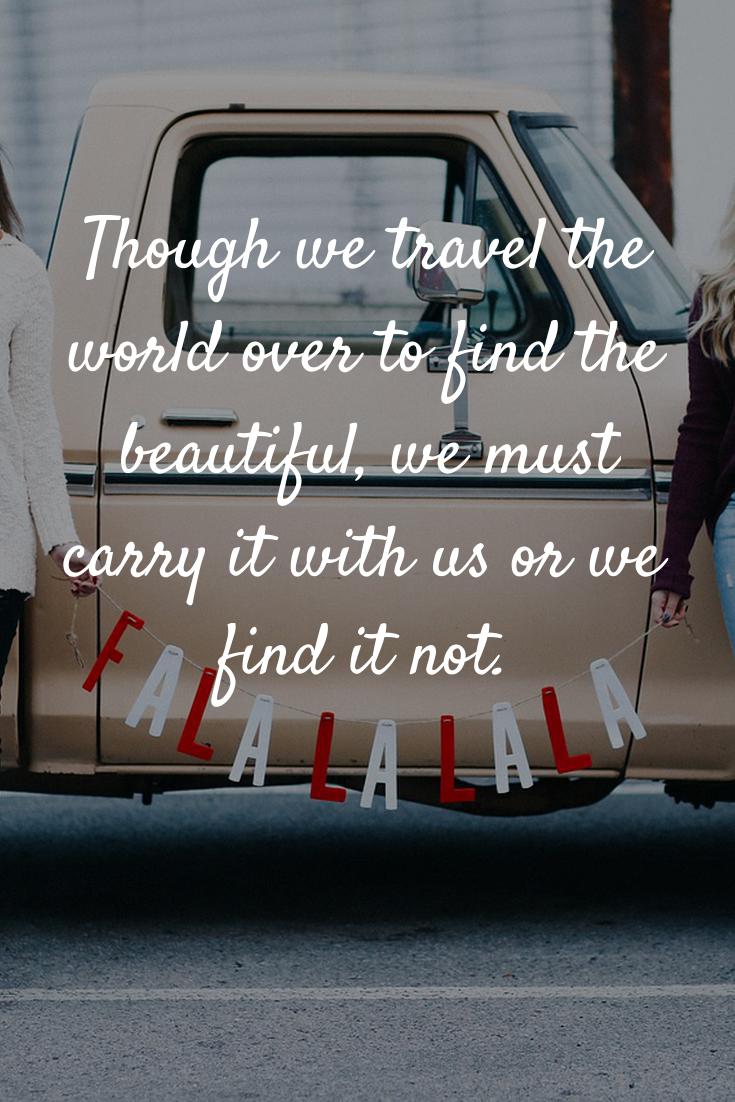 Though we travel the
world over to find the
beautiful, we must
carry it with us or we
find it not.
FALALALALA